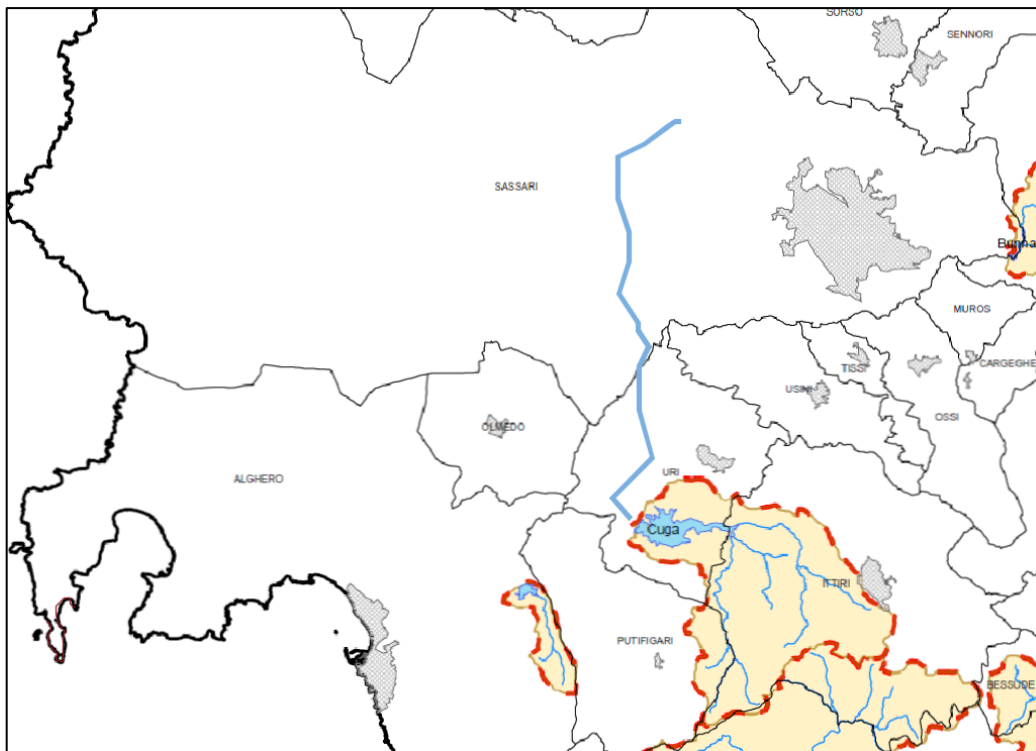 SORSO
SENNORI
SASSARI
Bunna
MUROS
CARGEGHE
TISSI
USINI
OSSI
OLMEDO
URI
ALGHERO
Cuga
ITTIRI
PUTIFIGARI
BESSUDE